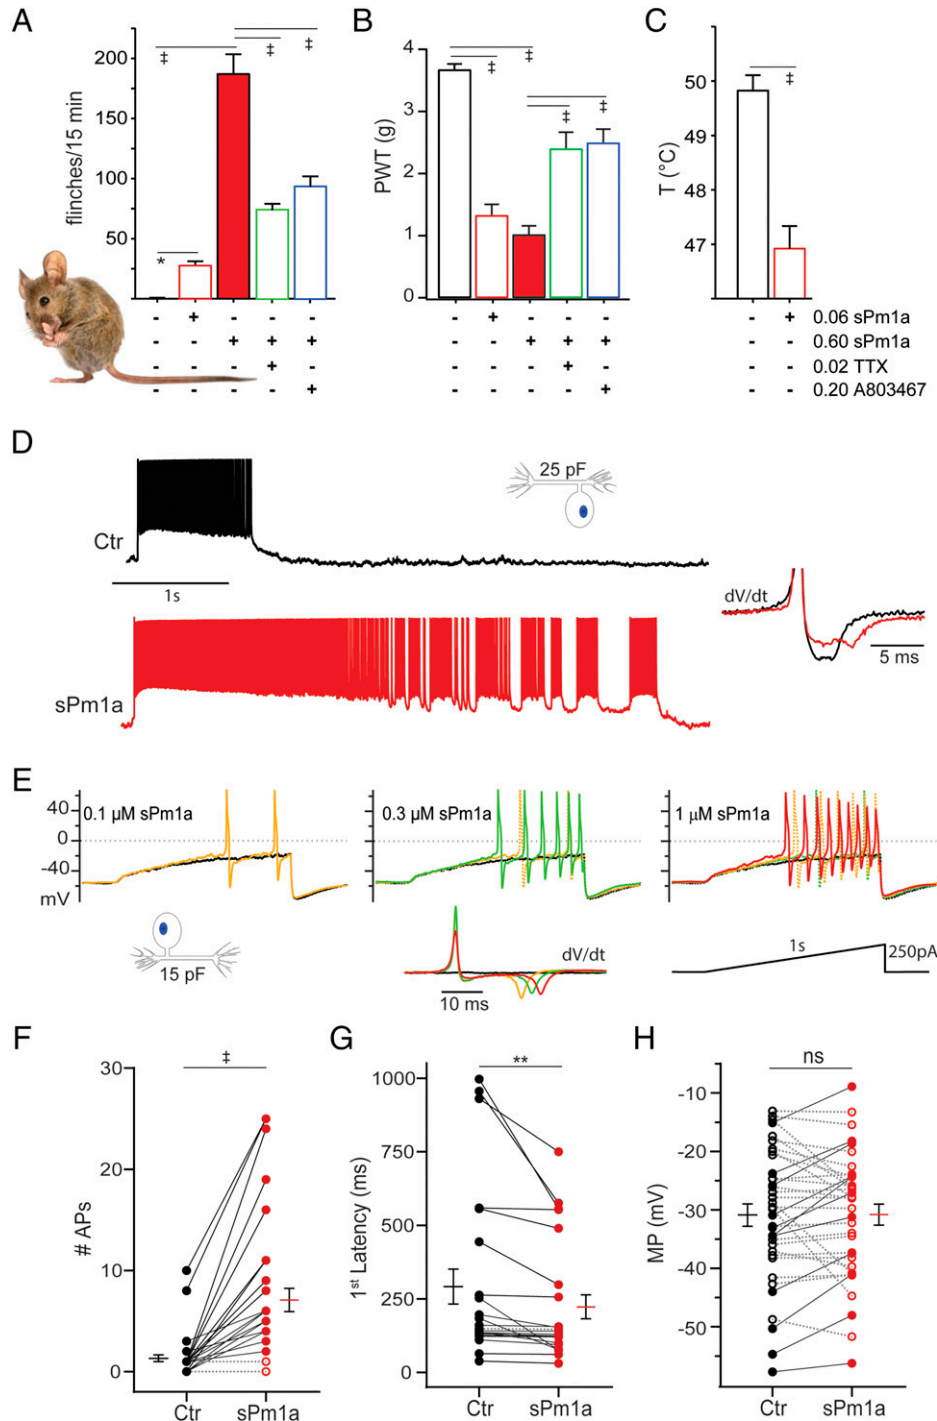 A
B
C
flinches/15 min
200
150
100
50
‡
‡
‡
*
PWT (g)
4
3
2
1
0
‡
‡
‡
‡
T (°C)
50
49
48
47
‡
- + - - - - + - - - - + 0.06 sPm1a
- - + + + - - + + + - - 0.60 sPm1a
- - - + - - - - + - - - 0.02 TTX
- - - - + - - - - + - - 0.20 A803467
D
25 pF
Ctr
1s
dV/dt
5 ms
sPm1a
E
40
0
-20
-60
mV
0.1 µM sPm1a
0.3 µM sPm1a
1 µM sPm1a
15 pF
dV/dt
10 ms
1s
250pA
F
G
H
# APs
30
20
10
0
‡
Ctr sPm1a
1st Latency (ms)
1000
750
500
250
0
**
Ctr sPm1a
MP (mV)
-10
-20
-30
-40
-50
ns
Ctr sPm1a